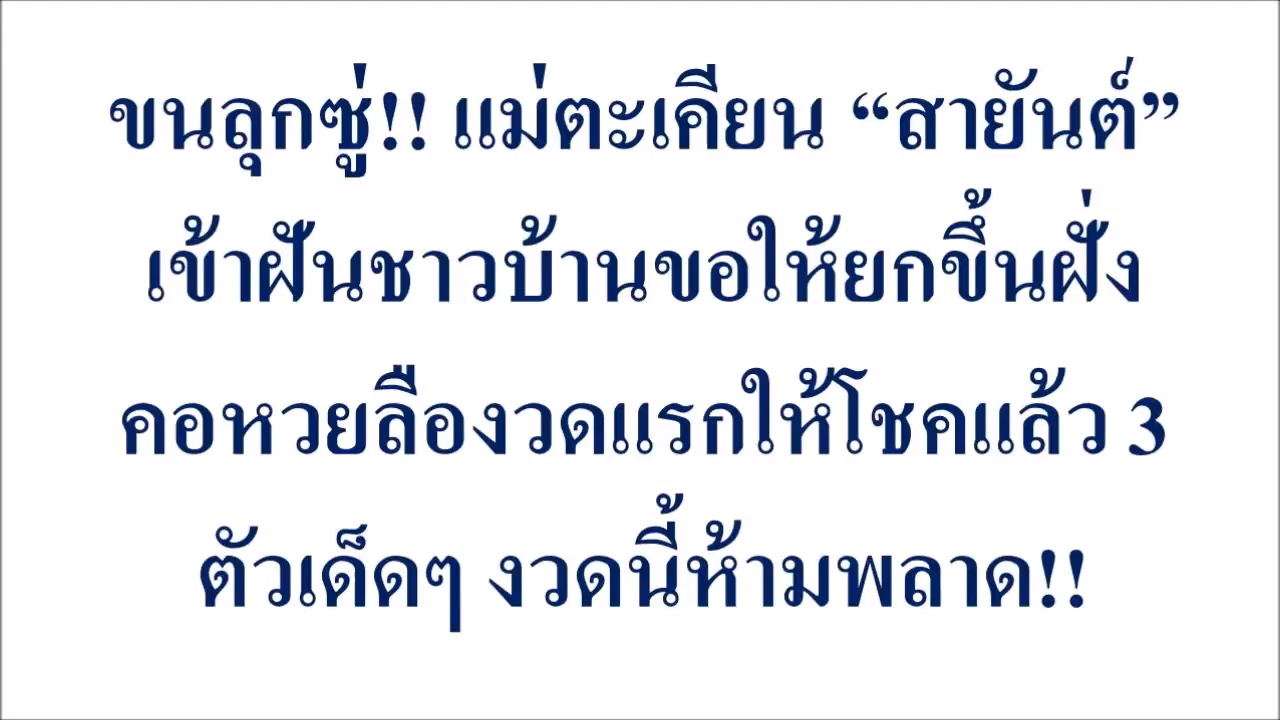 ขนลุกซู่!! แม่ตะเคียน “สายันต์”
เข้าฝันชาวบ้านขอให้ยกขึ้นฝั่ง
คอหวยลืองวดแรกให้โชคแล้ว 3
ตัวเด็ดๆ งวดนี้ห้ามพลาด!!